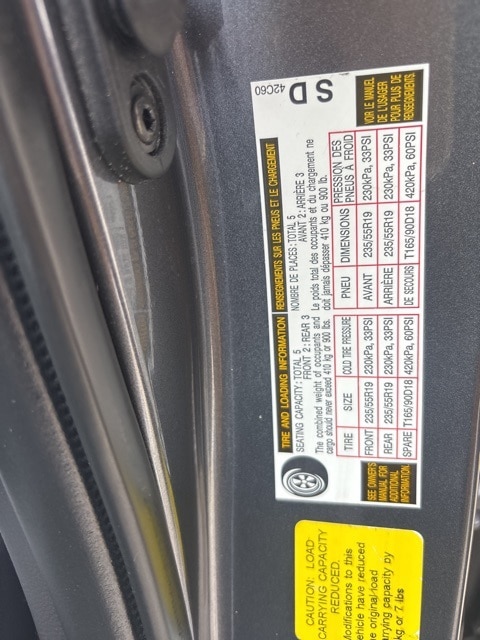 TIRE AND LOADING INFORMATION
RENSEIGNEMENTS SUR LES PNEUS ET LE CHARGEMENT
SEATING CAPACITY: TOTAL 5
FRONT 2: REAR 3
NOMBRE DE PLACES: TOTAL 5
AVANT 2: ARRIÈRE 3
The combined weight of occupants and
cargo should never exceed 410 kg or 900 lbs.
Le poids total des occupants et du chargement ne
doit jamais dépasser 410 kg ou 900 lb.
TIRE SIZE COLD TIRE PRESSURE
FRONT 235/55R19 230kPa, 33PSI
REAR 235/55R19 230kPa, 33PSI
SPARE T165/90D18 420kPa, 60PSI
PNEU DIMENSIONS PRESSION DES
PNEUS À FROID
AVANT 235/55R19 230kPa, 33PSI
ARRIÈRE 235/55R19 230kPa, 33PSI
DE SECOURS T165/90D18 420kPa, 60PSI
SEE OWNER'S
MANUAL FOR
ADDITIONAL
INFORMATION
VOIR LE MANUEL
DE L'USAGER
POUR PLUS DE
RENSEIGNEMENTS.
42C60
S D
CAUTION: LOAD
CARRYING CAPACITY
REDUCED.
Modifications to this
vehicle have reduced
original load
carrying capacity by
kg or 7 lbs